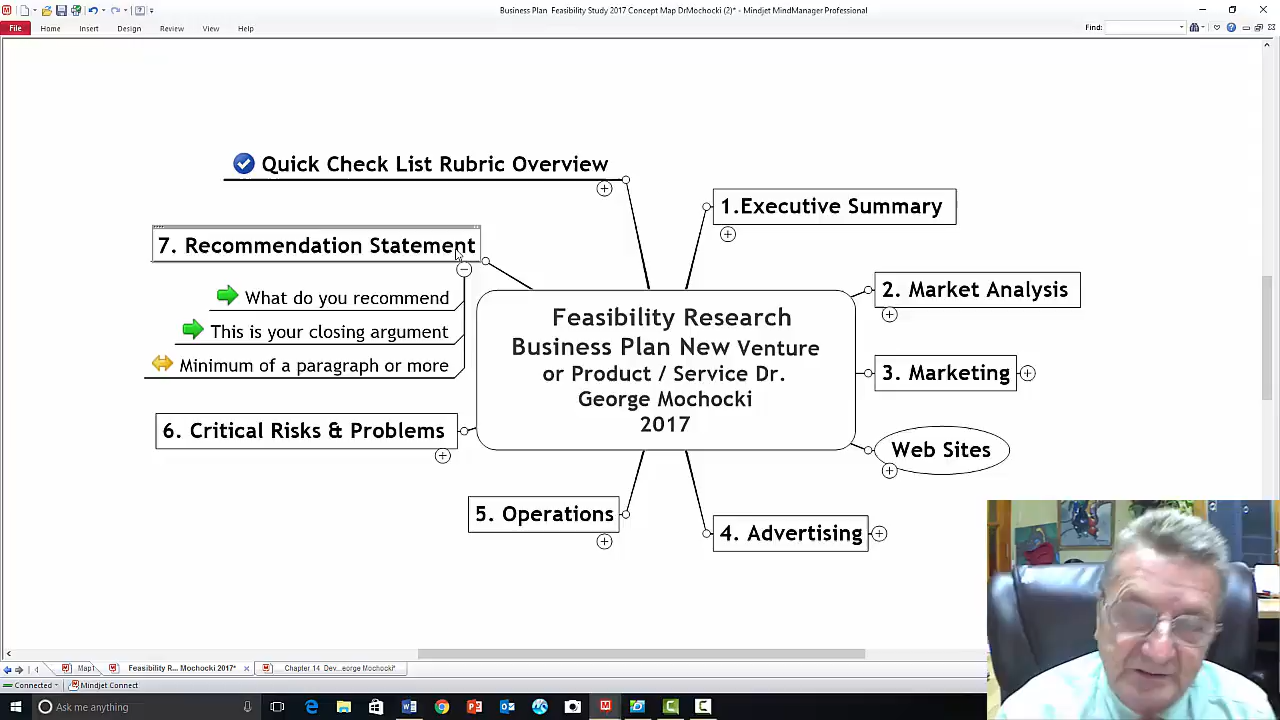 Business Plan  Feasibility Study 2017 Concept Map DrMochocki (2)* - Mindjet MindManager Professional
File Home Insert Design Review View Help
Find:
Quick Check List Rubric Overview
1.Executive Summary
7. Recommendation Statement
What do you recommend
This is your closing argument
Minimum of a paragraph or more
2. Market Analysis
Feasibility Research
Business Plan New Venture
or Product / Service Dr.
George Mochocki
2017
3. Marketing
6. Critical Risks & Problems
Web Sites
5. Operations
4. Advertising
Map1 Feasibility R... Mochocki 2017* Chapter 14 Dev...eorge Mochocki*
Connected Mindjet Connect
Ask me anything